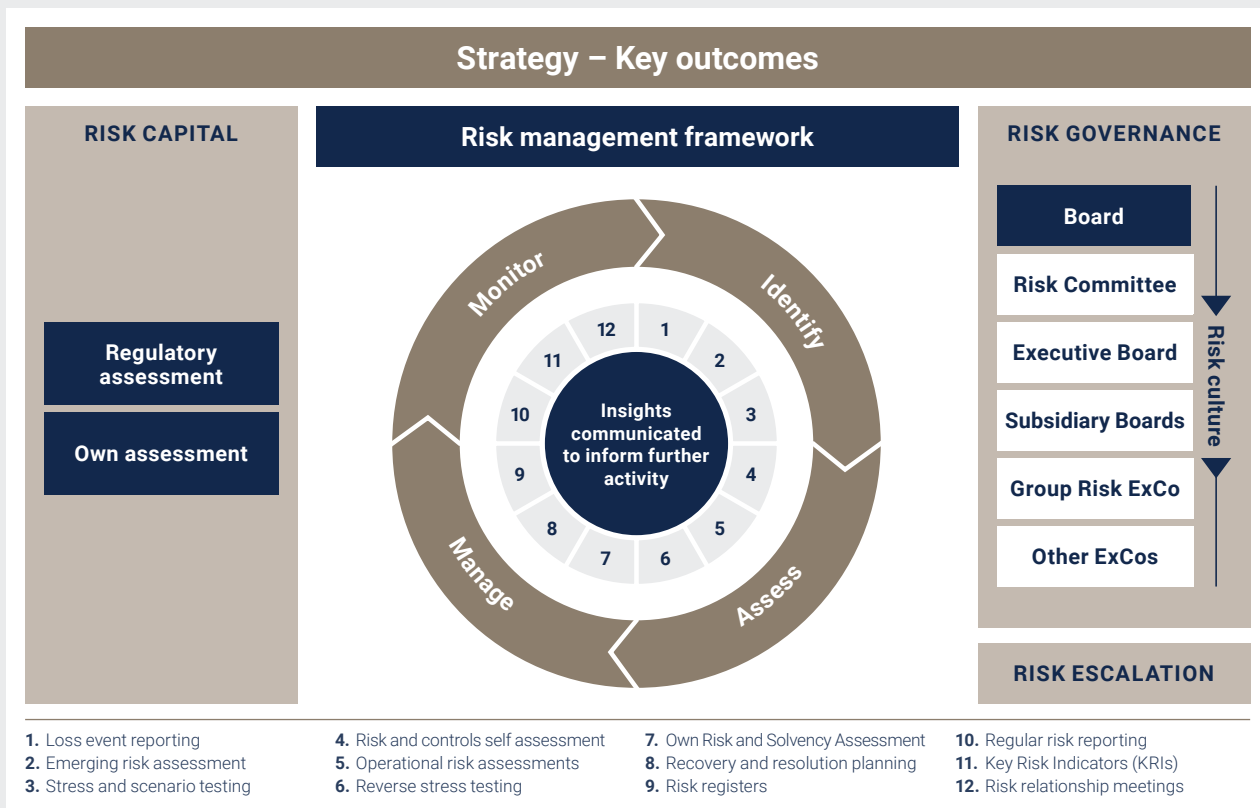 Strategy – Key outcomes
RISK CAPITAL
Regulatory
assessment
Own assessment
Risk management framework
Monitor
Identify
Assess
Manage
1
2
3
4
5
6
7
8
9
10
11
12
Insights
communicated
to inform further
activity
RISK GOVERNANCE
Board
Risk Committee
Executive Board
Subsidiary Boards
Group Risk ExCo
Other ExCos
Risk culture
RISK ESCALATION
1. Loss event reporting
2. Emerging risk assessment
3. Stress and scenario testing
4. Risk and controls self assessment
5. Operational risk assessments
6. Reverse stress testing
7. Own Risk and Solvency Assessment
8. Recovery and resolution planning
9. Risk registers
10. Regular risk reporting
11. Key Risk Indicators (KRIs)
12. Risk relationship meetings